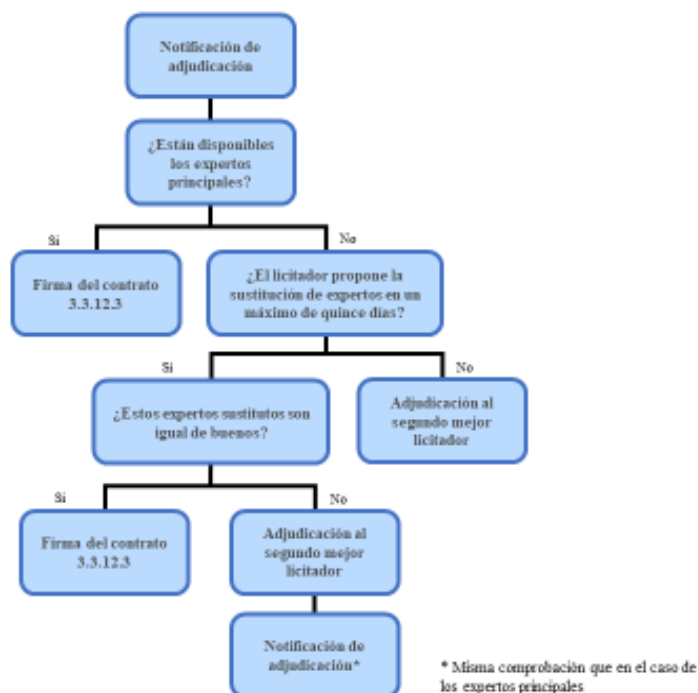 Notificación de
adjudicación
¿Están disponibles
los expertos
principales?
Si
No
Firma del contrato
3.3.12.3
¿El licitador propone la
sustitución de expertos en un
máximo de quince días?
Si
No
¿Estos expertos sustitutos son
igual de buenos?
Adjudicación al
segundo mejor
licitador
Si
No
Firma del contrato
3.3.12.3
Adjudicación al
segundo mejor
licitador
Notificación de
adjudicación*
* Misma comprobación que en el caso de
los expertos principales